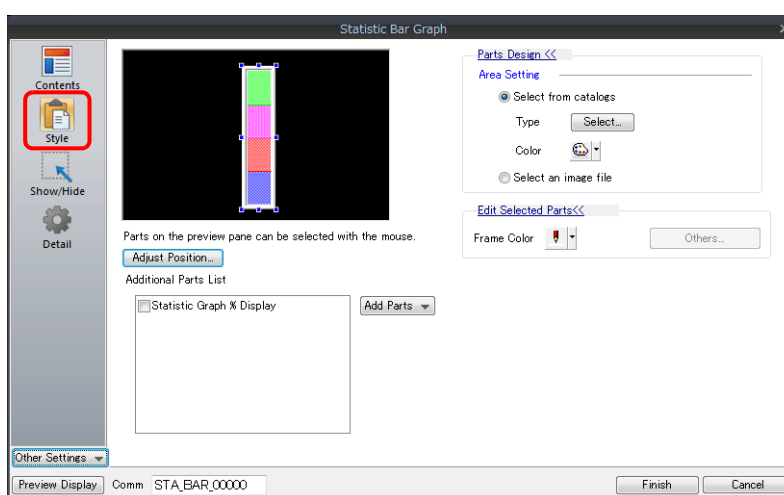 Statistic Bar Graph
Contents
Style
Show/Hide
Detail
Other Settings
Parts on the preview pane can be selected with the mouse.
Adjust Position...
Additional Parts List
Statistic Graph % Display
Add Parts
Parts Design <<
Area Setting
Select from catalogs
Type Select...
Color
Select an image file
Edit Selected Parts<<
Frame Color Others...
Preview Display Comm STA_BAR_00000 Finish Cancel